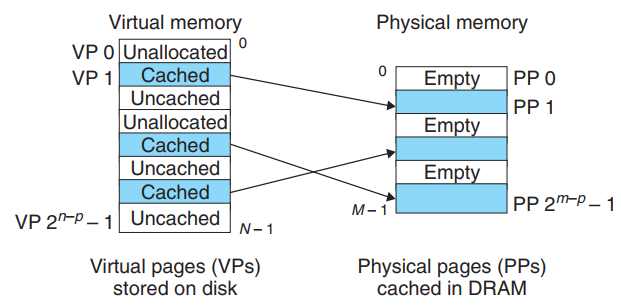 Virtual memory
Physical memory
VP 0 Unallocated 0
VP 1 Cached
Uncached
Unallocated
Cached
Uncached
Cached
VP 2ⁿ⁻ᵖ – 1 Uncached N – 1
0 Empty PP 0
PP 1
Empty
Empty
M – 1 PP 2ᵐ⁻ᵖ – 1
Virtual pages (VPs)
stored on disk
Physical pages (PPs)
cached in DRAM